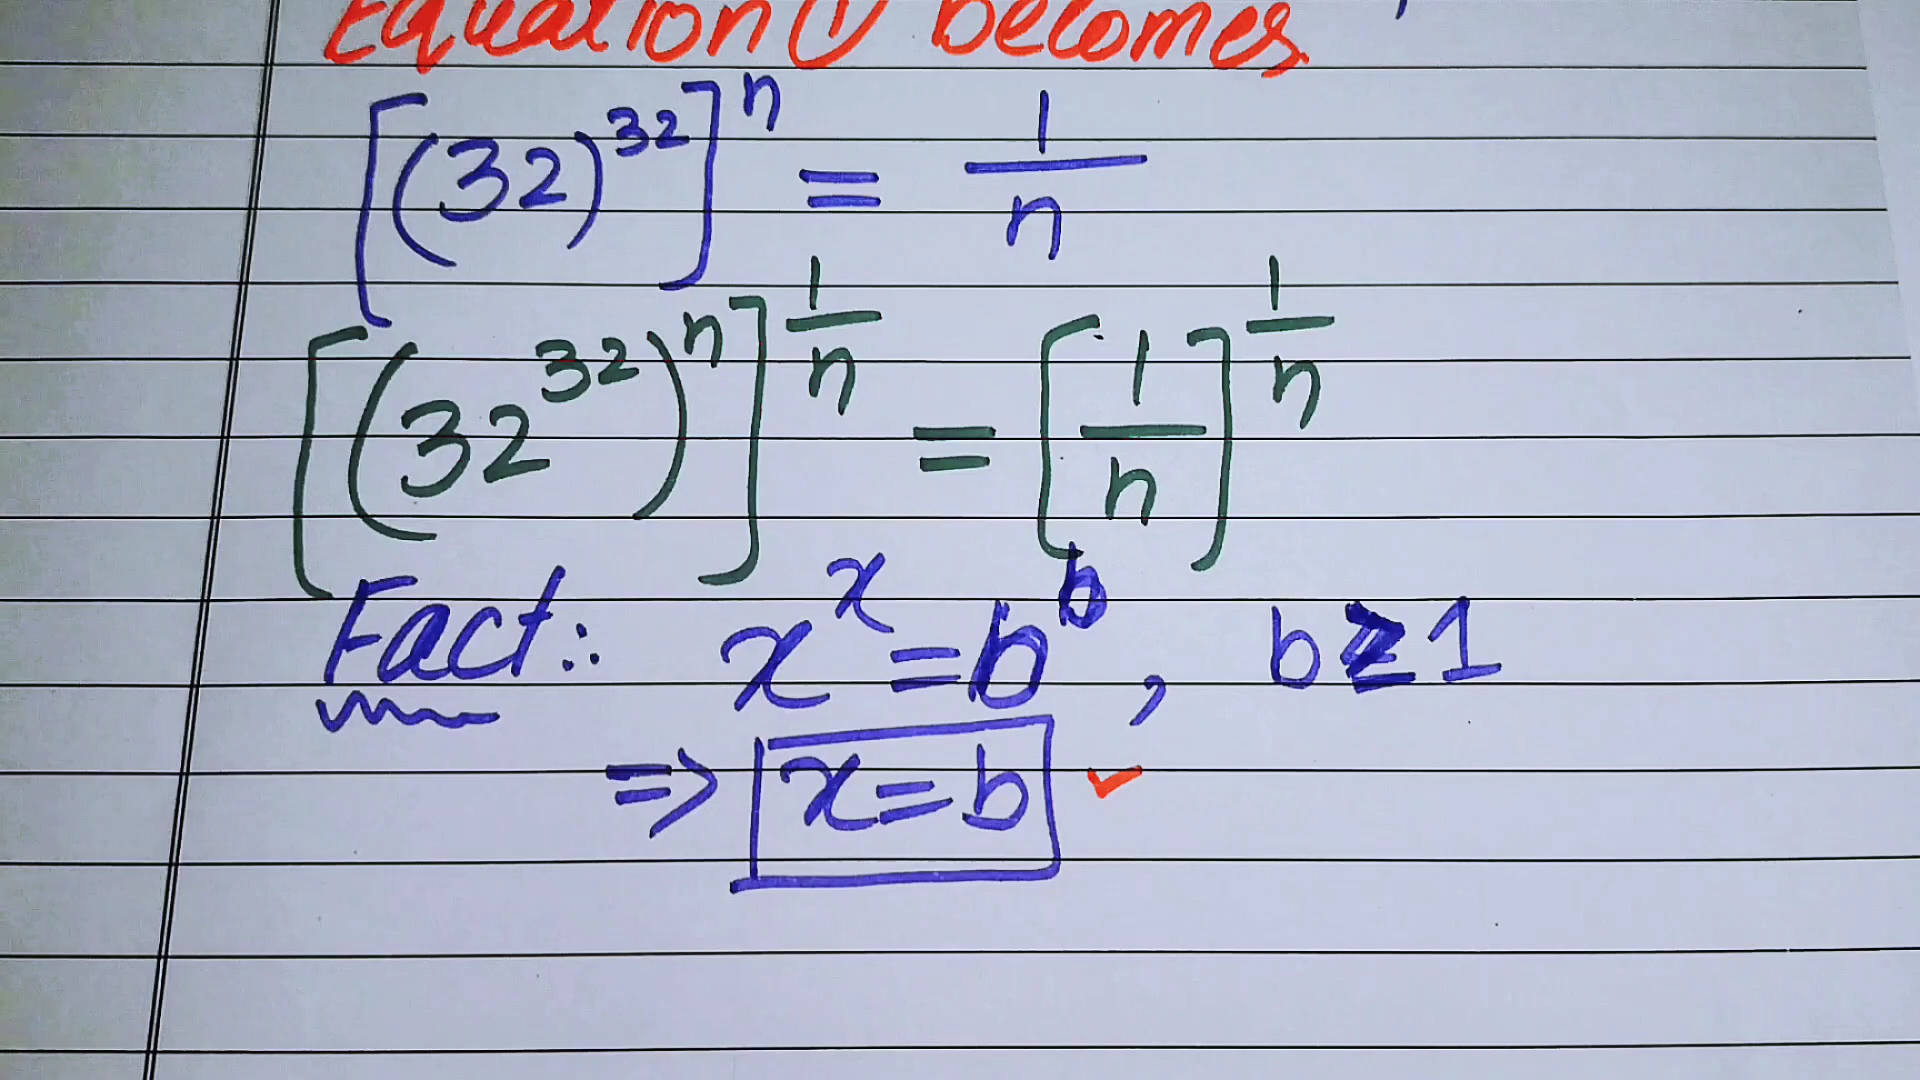 Equation ① becomes
[(32)^32]^n = 1/n
[(32^32)^n]^(1/n) = [1/n]^(1/n)
Fact: x^x = b^b, b ≥ 1
⇒ x = b ✓